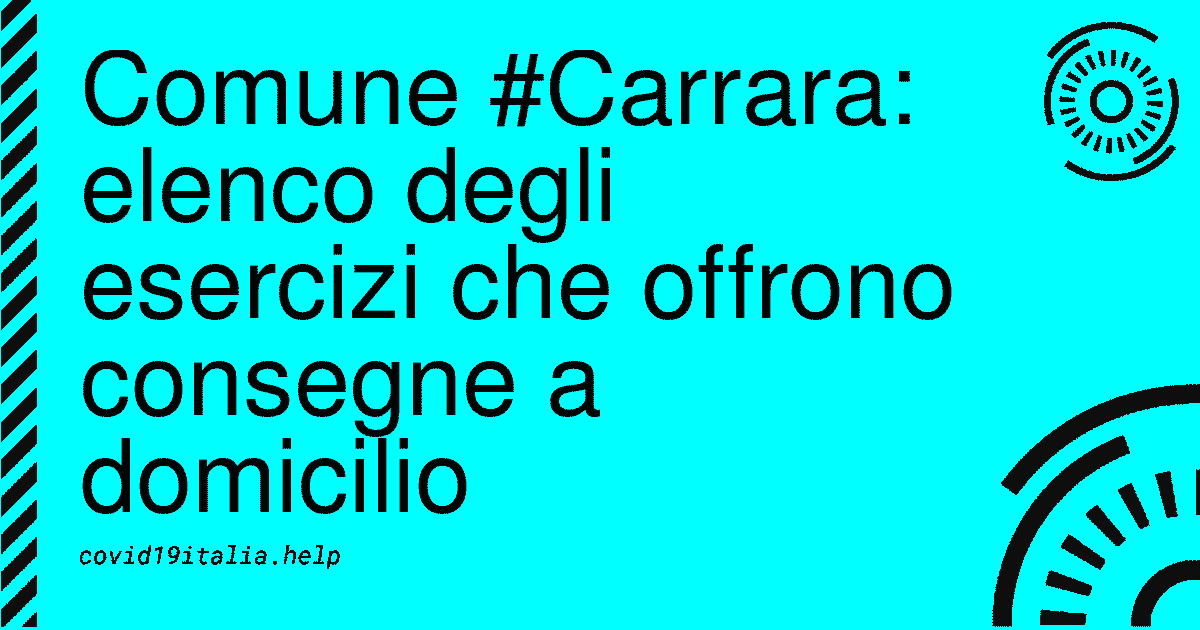 Comune #Carrara:
elenco degli
esercizi che offrono
consegne a
domicilio
covid19italia.help